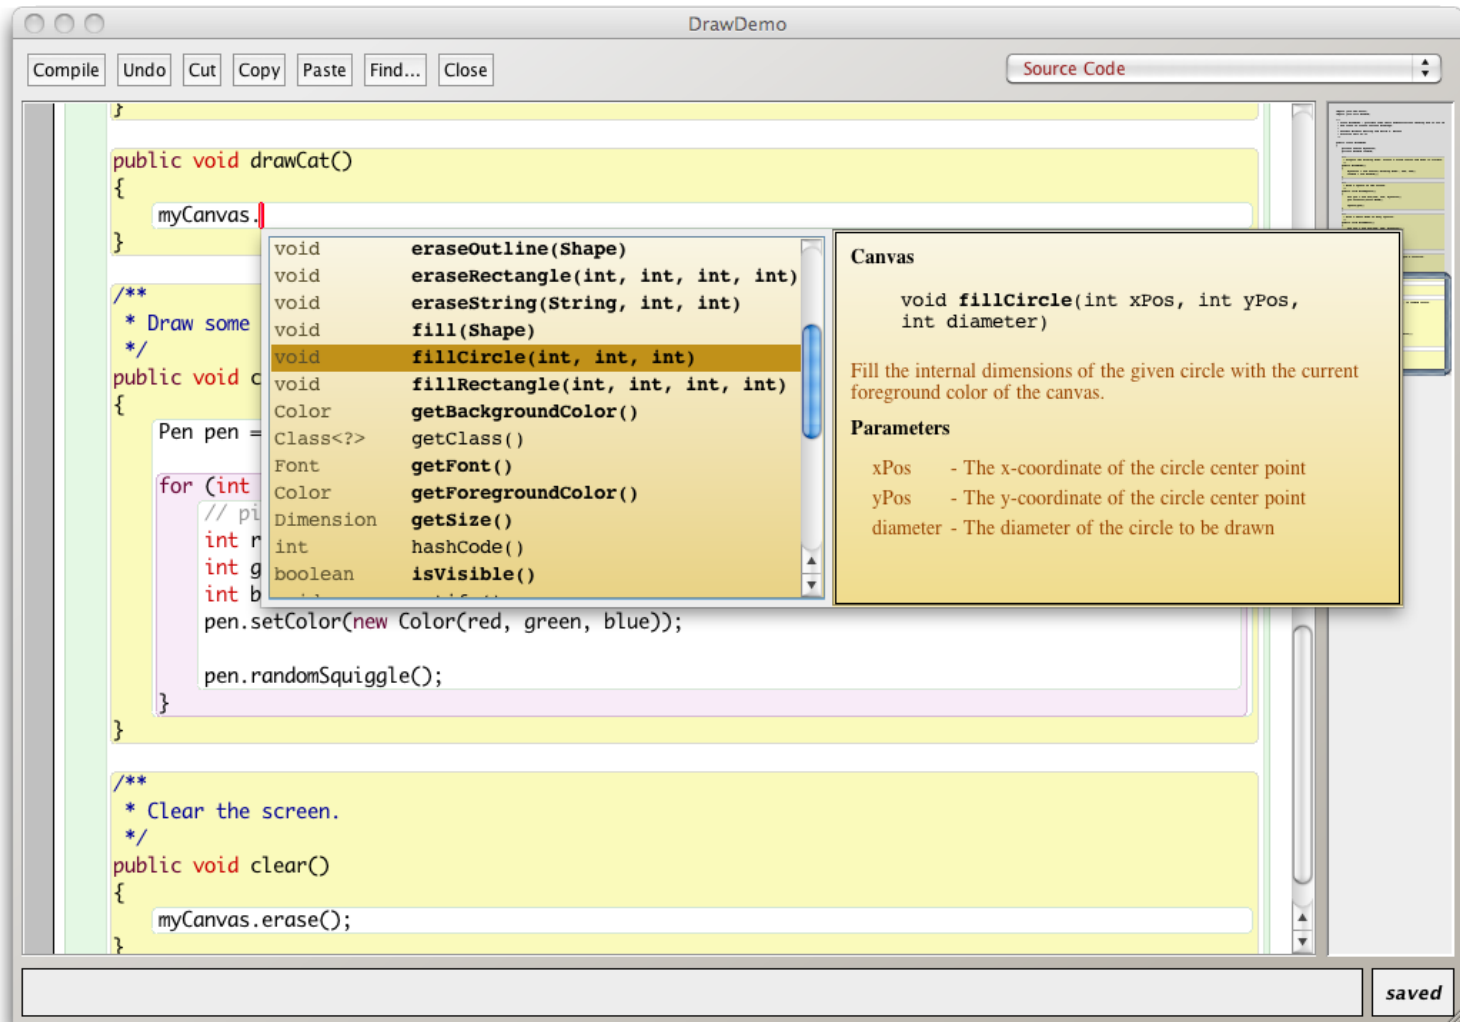 DrawDemo
Compile Undo Cut Copy Paste Find... Close Source Code
}
public void drawCat()
{
myCanvas.
}
/**
* Draw some
*/
public void c
{
Pen pen =
for (int
// pi
int r
int g
int b
void eraseOutline(Shape)
void eraseRectangle(int, int, int, int)
void eraseString(String, int, int)
void fill(Shape)
void fillCircle(int, int, int)
void fillRectangle(int, int, int, int)
Color getBackgroundColor()
Class<?> getClass()
Font getFont()
Color getForegroundColor()
Dimension getSize()
int hashCode()
boolean isVisible()
Canvas
void fillCircle(int xPos, int yPos,
int diameter)
Fill the internal dimensions of the given circle with the current
foreground color of the canvas.
Parameters
xPos - The x-coordinate of the circle center point
yPos - The y-coordinate of the circle center point
diameter - The diameter of the circle to be drawn
pen.setColor(new Color(red, green, blue));
pen.randomSquiggle();
}
}
/**
* Clear the screen.
*/
public void clear()
{
myCanvas.erase();
}
saved